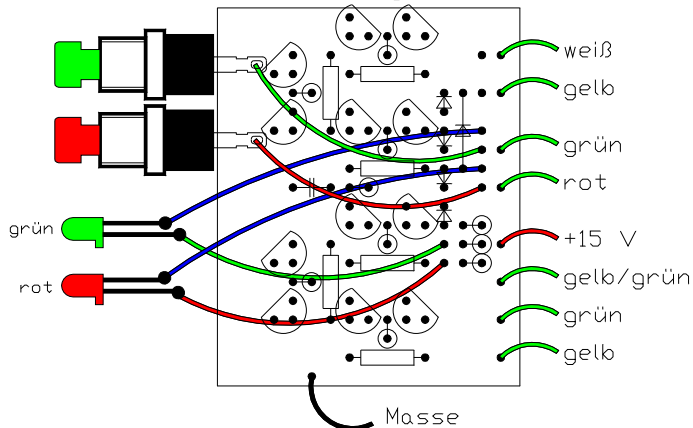 weiß
gelb
grün
rot
grün
+15 V
gelb/grün
rot
grün
gelb
Masse